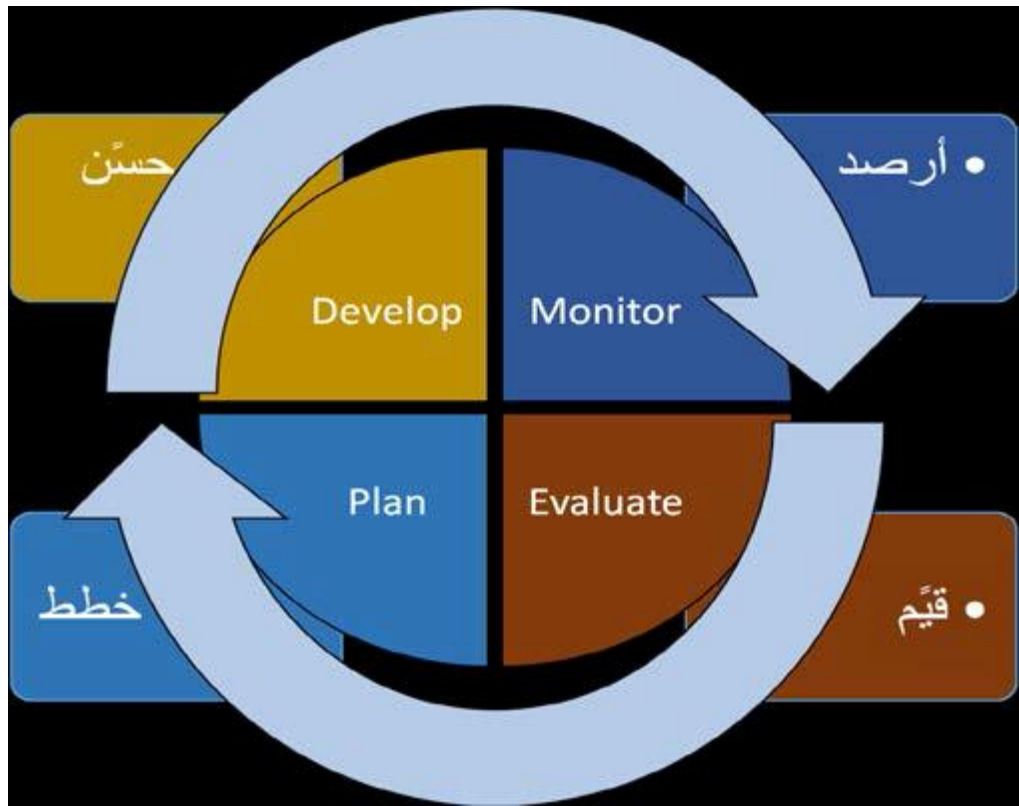 حسّن
• أرصد
Develop
Monitor
Plan
Evaluate
خطط
• قيًم